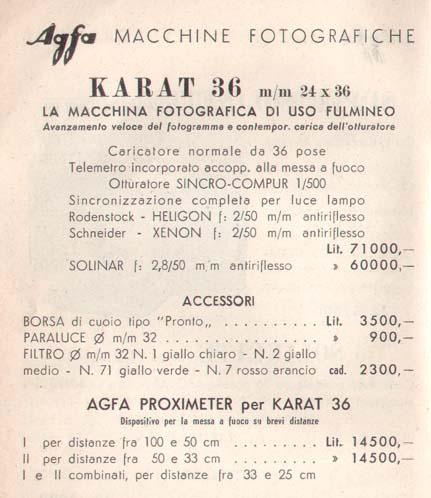 Agfa MACCHINE FOTOGRAFICHE
KARAT 36 m/m 24 x 36
LA MACCHINA FOTOGRAFICA DI USO FULMINEO
Avanzamento veloce del fotogramma e contempor. carica dell'otturatore
Caricatore normale da 36 pose
Telemetro incorporato accopp. alla messa a fuoco
Otturatore SINCRO-COMPUR 1/500
Sincronizzazione completa per luce lampo
Rodenstock - HELIGON f: 2/50 m/m antiriflesso
Schneider - XENON f: 2/50 m/m antiriflesso
Lit. 71000,—
SOLINAR f: 2,8/50 m/m antiriflesso » 60000,—
ACCESSORI
BORSA di cuoio tipo "Pronto„ . . . . . . . . . . Lit. 3500,—
PARALUCE Ø m/m 32 . . . . . . . . . . . . . . » 900,—
FILTRO Ø m/m 32 N. 1 giallo chiaro - N. 2 giallo
medio - N. 71 giallo verde - N. 7 rosso arancio cad. 2300,—
AGFA PROXIMETER per KARAT 36
Dispositivo per la messa a fuoco su brevi distanze
I per distanze fra 100 e 50 cm . . . . . . . . Lit. 14500,—
II per distanze fra 50 e 33 cm . . . . . . . . » 14500,—
I e II combinati, per distanze fra 33 e 25 cm